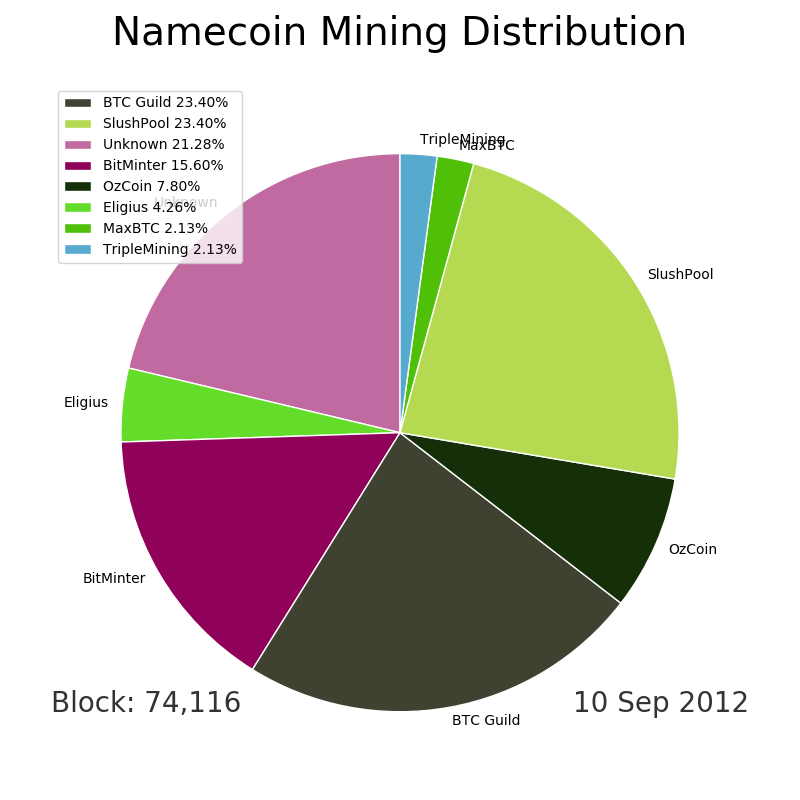 Namecoin Mining Distribution
BTC Guild 23.40%
SlushPool 23.40%
Unknown 21.28%
BitMinter 15.60%
OzCoin 7.80%
Eligius 4.26%
MaxBTC 2.13%
TripleMining 2.13%
TripleMining
MaxBTC
Unknown
SlushPool
Eligius
OzCoin
BitMinter
Block: 74,116
10 Sep 2012
BTC Guild